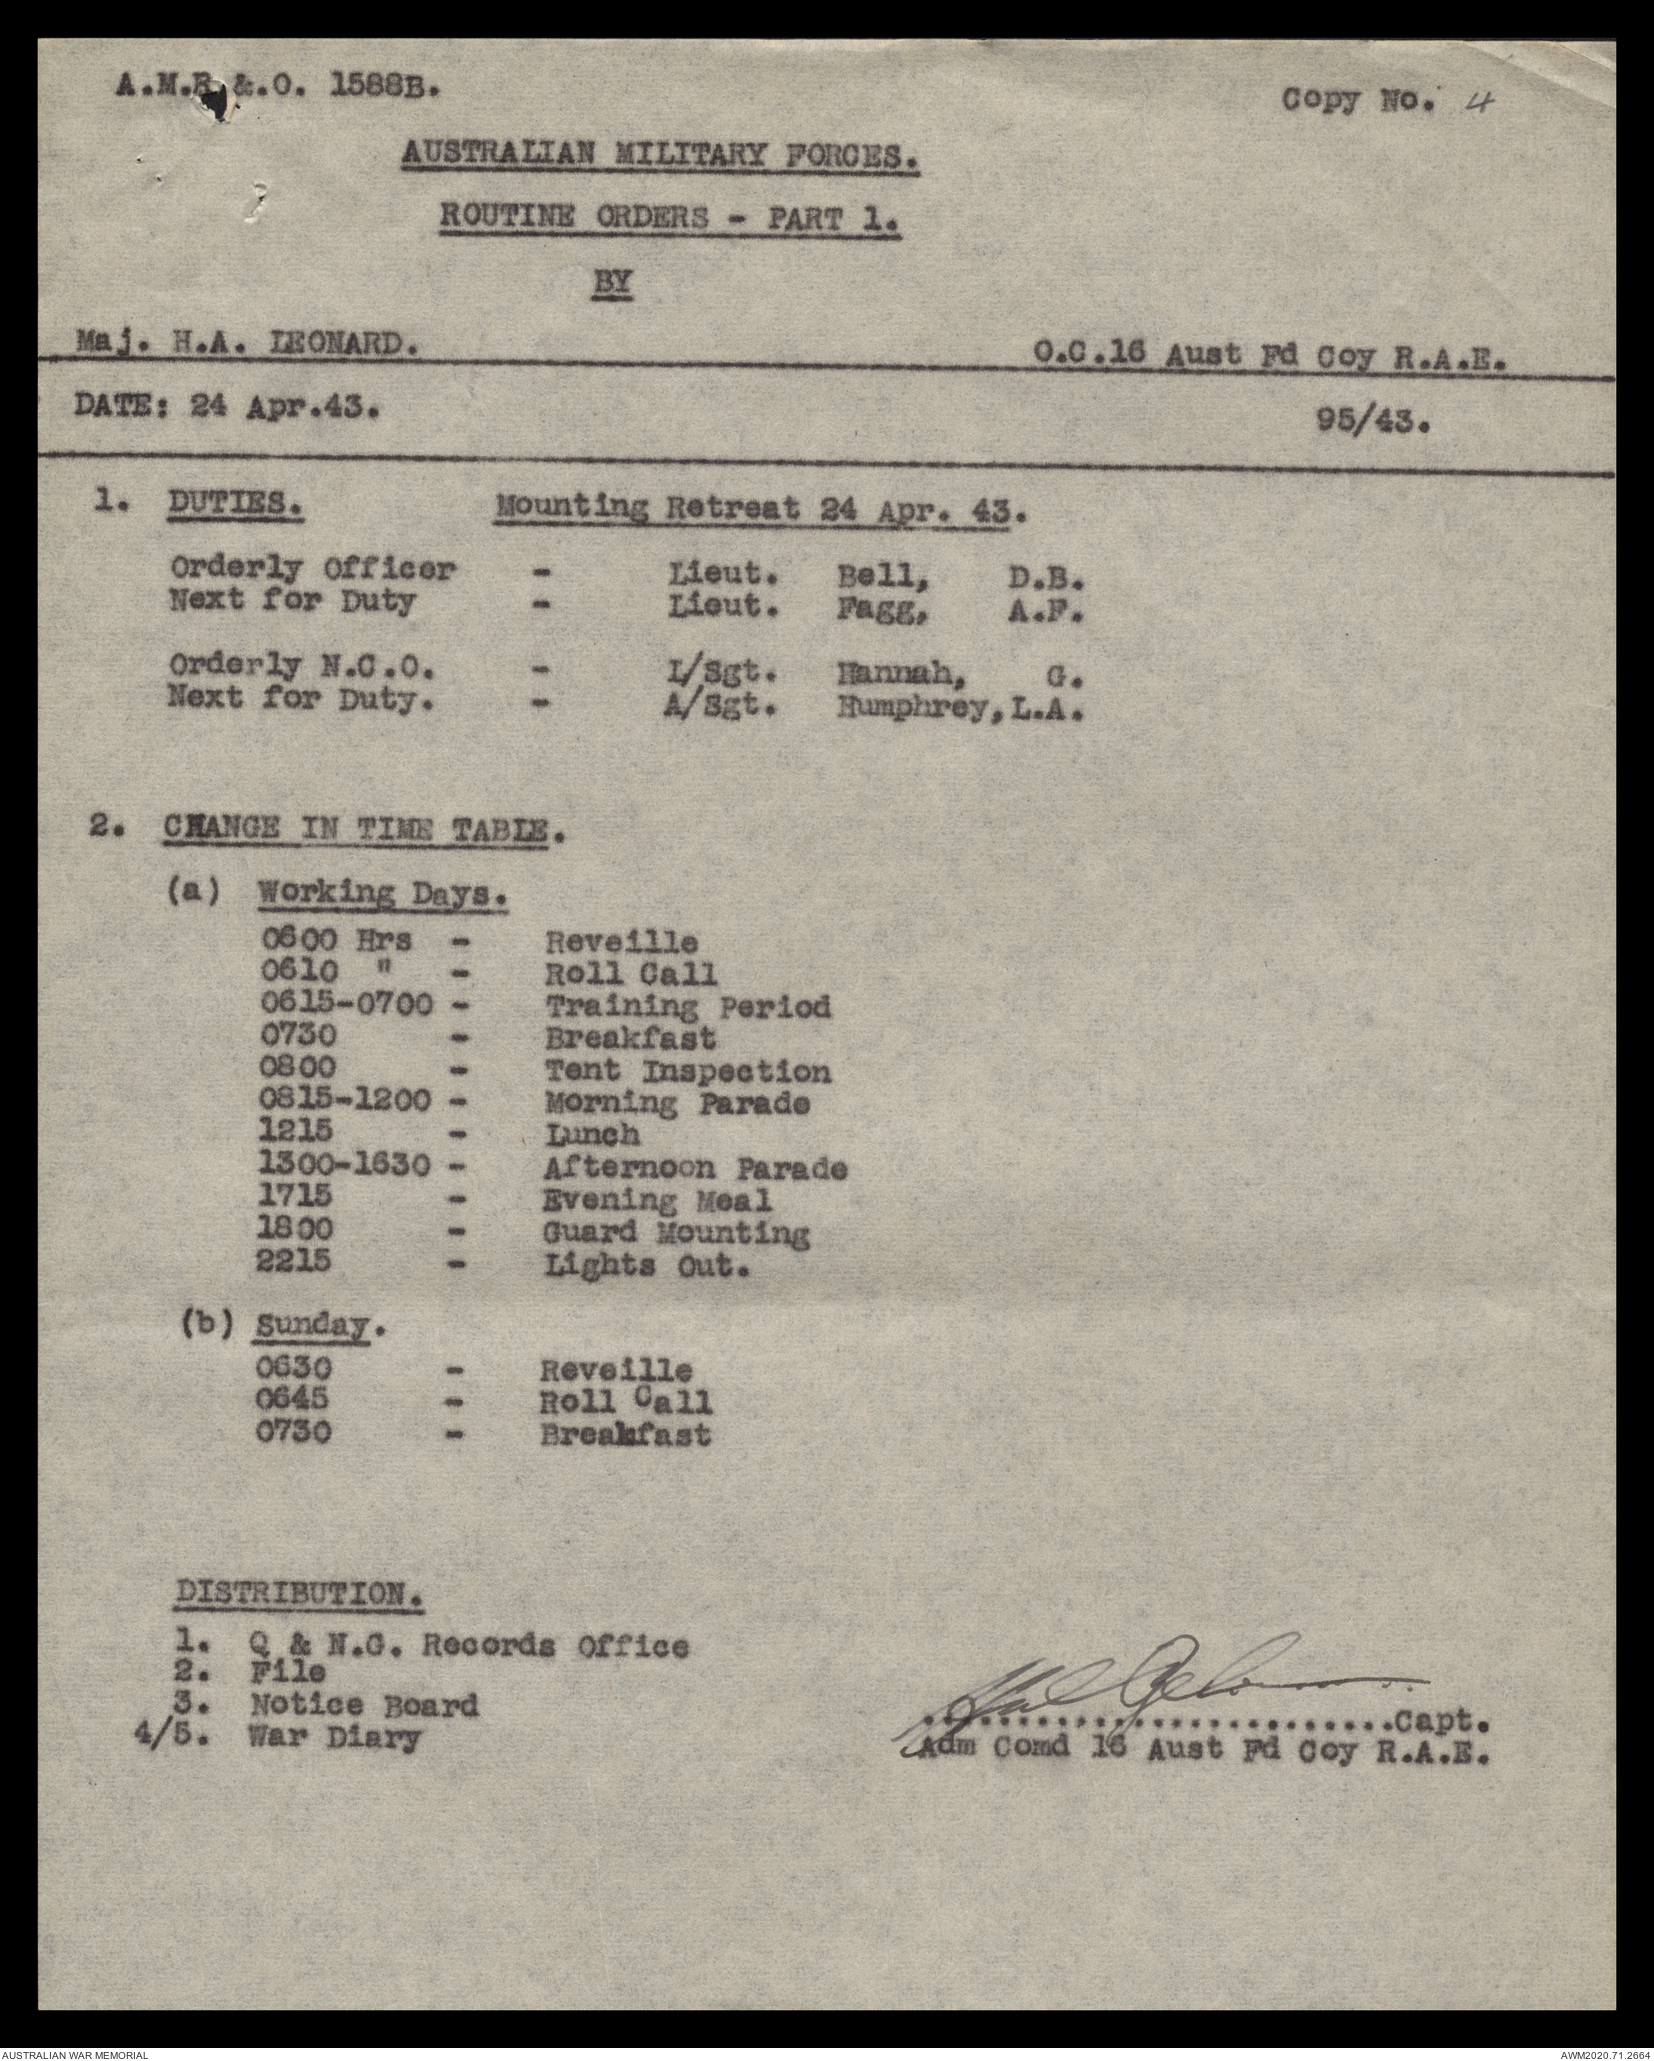 A.M.R.&.O. 1588B.
Copy No. 4
AUSTRALIAN MILITARY FORCES.
ROUTINE ORDERS - PART 1.
BY
Maj. H.A. LEONARD. O.C.16 Aust Fd Coy R.A.E.
DATE: 24 Apr.43. 95/43.
1. DUTIES. Mounting Retreat 24 Apr. 43.
Orderly Officer - Lieut. Bell, D.B.
Next for Duty - Lieut. Fagg, A.F.
Orderly N.C.O. - L/Sgt. Hannah, G.
Next for Duty. - A/Sgt. Humphrey, L.A.
2. CHANGE IN TIME TABLE.
(a) Working Days.
0600 Hrs - Reveille
0610 " - Roll Call
0615-0700 - Training Period
0730 - Breakfast
0800 - Tent Inspection
0815-1200 - Morning Parade
1215 - Lunch
1300-1630 - Afternoon Parade
1715 - Evening Meal
1800 - Guard Mounting
2215 - Lights Out.
(b) Sunday.
0630 - Reveille
0645 - Roll Call
0730 - Breakfast
DISTRIBUTION.
1. Q & N.G. Records Office
2. File
3. Notice Board
4/5. War Diary
........................Capt.
Adm Comd 16 Aust Fd Coy R.A.E.
AUSTRALIAN WAR MEMORIAL
AWM2020.71.2664